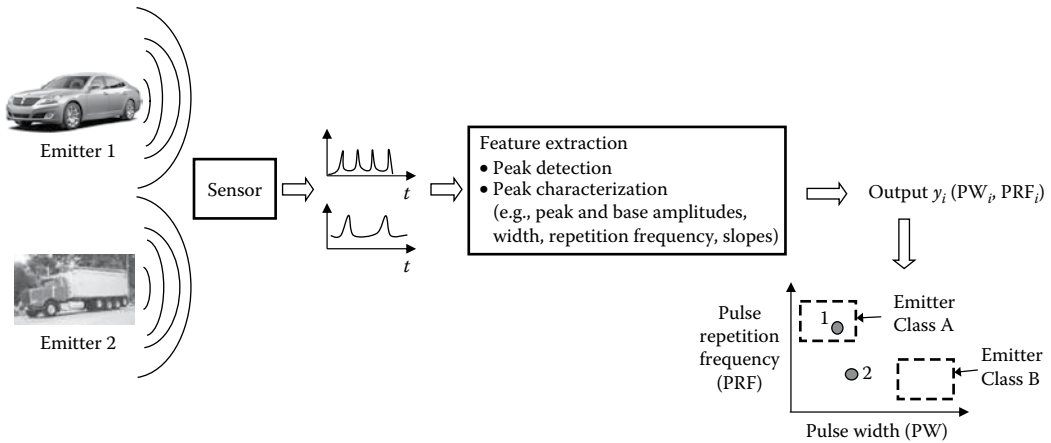 Emitter 1
Emitter 2
Sensor
t
t
Feature extraction
• Peak detection
• Peak characterization
(e.g., peak and base amplitudes,
width, repetition frequency, slopes)
Output yi (PWi, PRFi)
Pulse
repetition
frequency
(PRF)
1
2
Emitter
Class A
Emitter
Class B
Pulse width (PW)